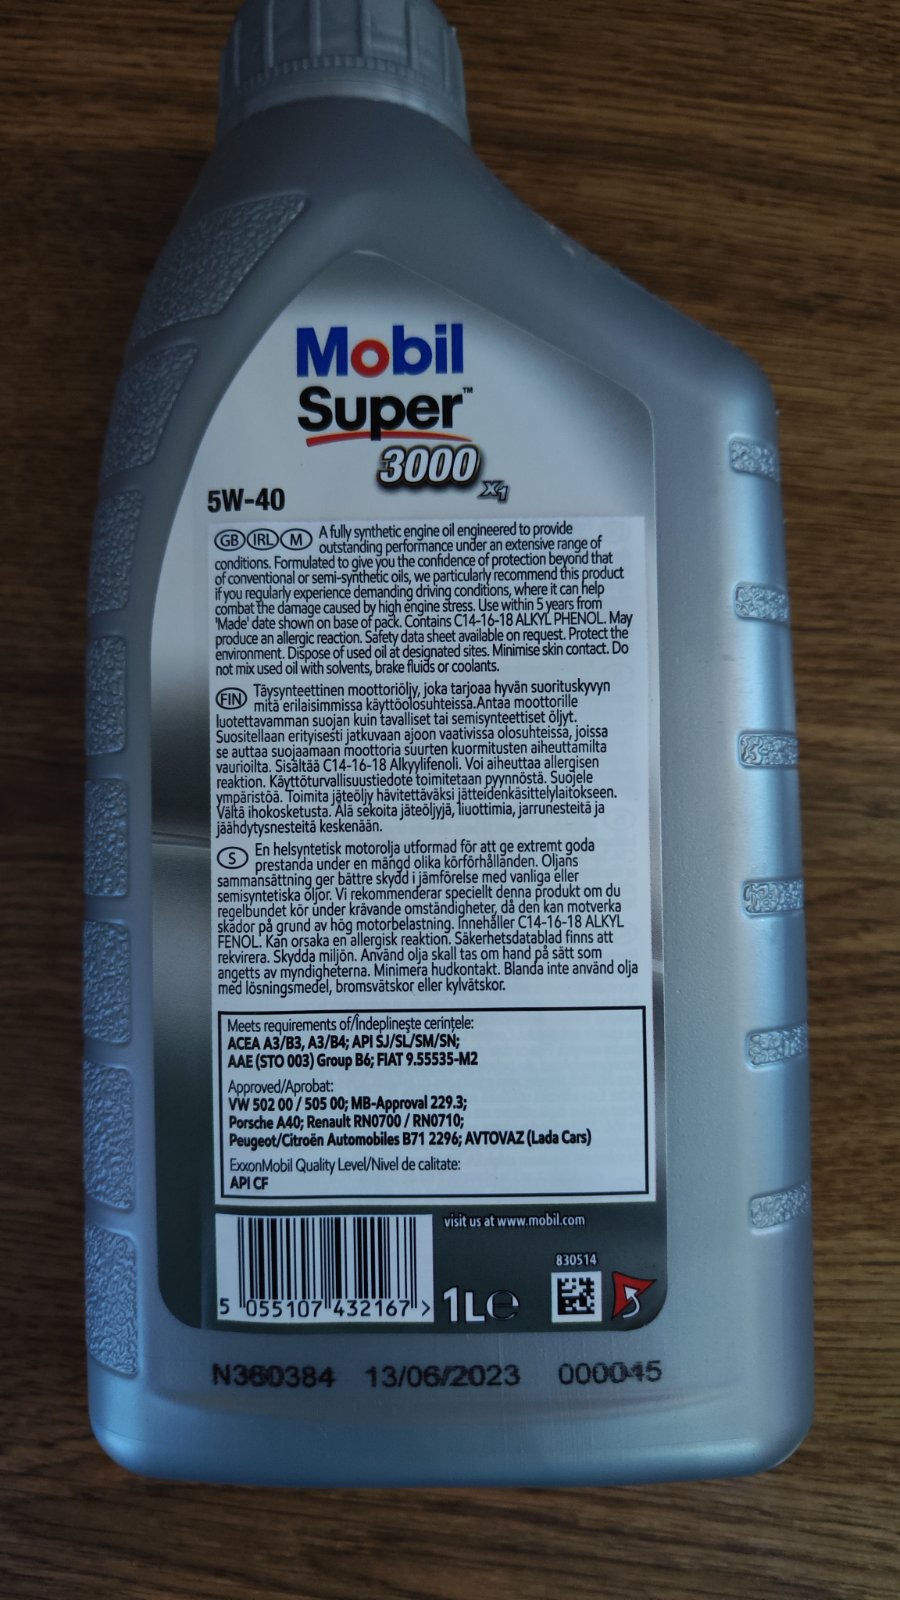 Mobil
Super™
3000
X1
5W-40
GB IRL M A fully synthetic engine oil engineered to provide
outstanding performance under an extensive range of
conditions. Formulated to give you the confidence of protection beyond that
of conventional or semi-synthetic oils, we particularly recommend this product
if you regularly experience demanding driving conditions, where it can help
combat the damage caused by high engine stress. Use within 5 years from
'Made' date shown on base of pack. Contains C14-16-18 ALKYL PHENOL. May
produce an allergic reaction. Safety data sheet available on request. Protect the
environment. Dispose of used oil at designated sites. Minimise skin contact. Do
not mix used oil with solvents, brake fluids or coolants.
FIN Täysynteettinen moottoriöljy, joka tarjoaa hyvän suorituskyvyn
mitä erilaisimmissa käyttöolosuhteissa.Antaa moottorille
luotettavamman suojan kuin tavalliset tai semisynteettiset öljyt.
Suositellaan erityisesti jatkuvaan ajoon vaativissa olosuhteissa, joissa
se auttaa suojaamaan moottoria suurten kuormitusten aiheuttamilta
vaurioilta. Sisältää C14-16-18 Alkyylifenoli. Voi aiheuttaa allergisen
reaktion. Käyttöturvallisuustiedote toimitetaan pyynnöstä. Suojele
ympäristöä. Toimita jäteöljy hävitettäväksi jätteidenkäsittelylaitokseen.
Vältä ihokosketusta. Älä sekoita jäteöljyjä, liuottimia, jarrunesteitä ja
jäähdytysnesteitä keskenään.
S En helsyntetisk motorolja utformad för att ge extremt goda
prestanda under en mängd olika körförhållanden. Oljans
sammansättning ger bättre skydd i jämförelse med vanliga eller
semisyntetiska oljor. Vi rekommenderar speciellt denna produkt om du
regelbundet kör under krävande omständigheter, då den kan motverka
skador på grund av hög motorbelastning. Innehåller C14-16-18 ALKYL
FENOL. Kan orsaka en allergisk reaktion. Säkerhetsdatablad finns att
rekvirera. Skydda miljön. Använd olja skall tas om hand på sätt som
angetts av myndigheterna. Minimera hudkontakt. Blanda inte använd olja
med lösningsmedel, bromsvätskor eller kylvätskor.
Meets requirements of/Îndeplineşte cerinţele:
ACEA A3/B3, A3/B4; API SJ/SL/SM/SN;
AAE (STO 003) Group B6; FIAT 9.55535-M2
Approved/Aprobat:
VW 502 00 / 505 00; MB-Approval 229.3;
Porsche A40; Renault RN0700 / RN0710;
Peugeot/Citroën Automobiles B71 2296; AVTOVAZ (Lada Cars)
ExxonMobil Quality Level/Nivel de calitate:
API CF
visit us at www.mobil.com
830514
5 055107 432167 >
1L e
N360384 13/06/2023 000045